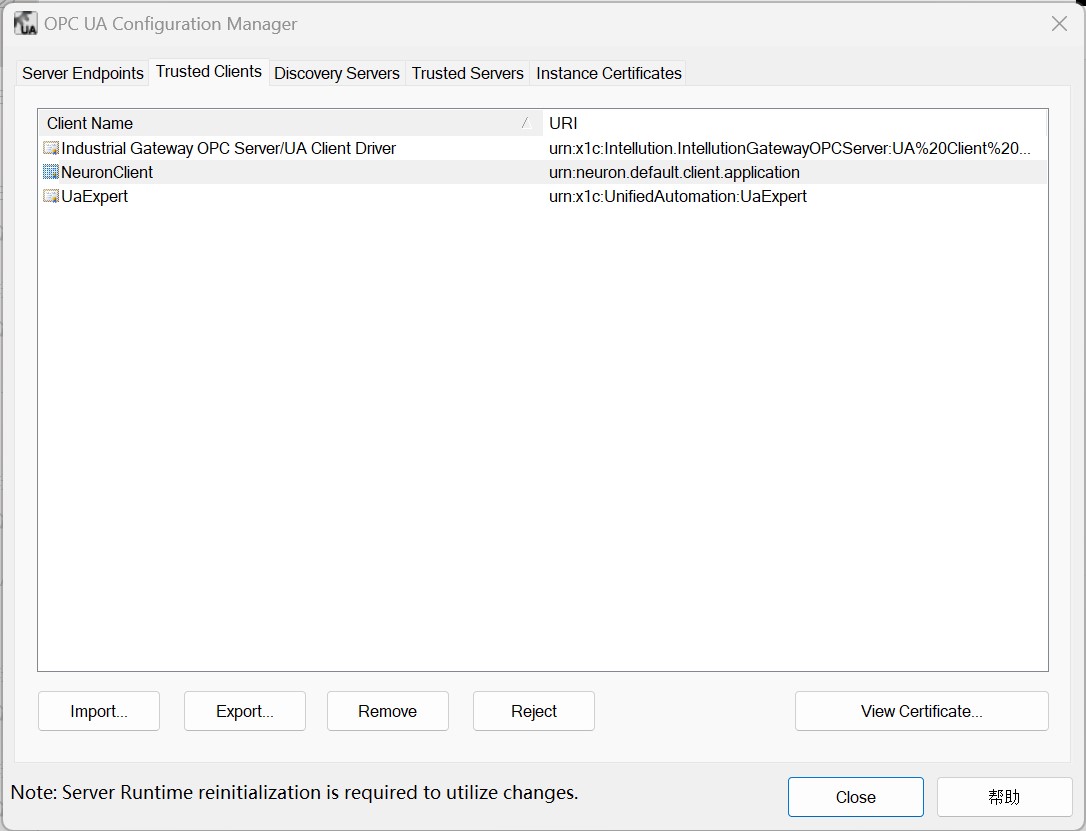 OPC UA Configuration Manager
Server Endpoints Trusted Clients Discovery Servers Trusted Servers Instance Certificates
Client Name URI
Industrial Gateway OPC Server/UA Client Driver urn:x1c:Intellution.IntellutionGatewayOPCServer:UA%20Client%20...
NeuronClient urn:neuron.default.client.application
UaExpert urn:x1c:UnifiedAutomation:UaExpert
Import... Export... Remove Reject View Certificate...
Note: Server Runtime reinitialization is required to utilize changes.
Close 帮助